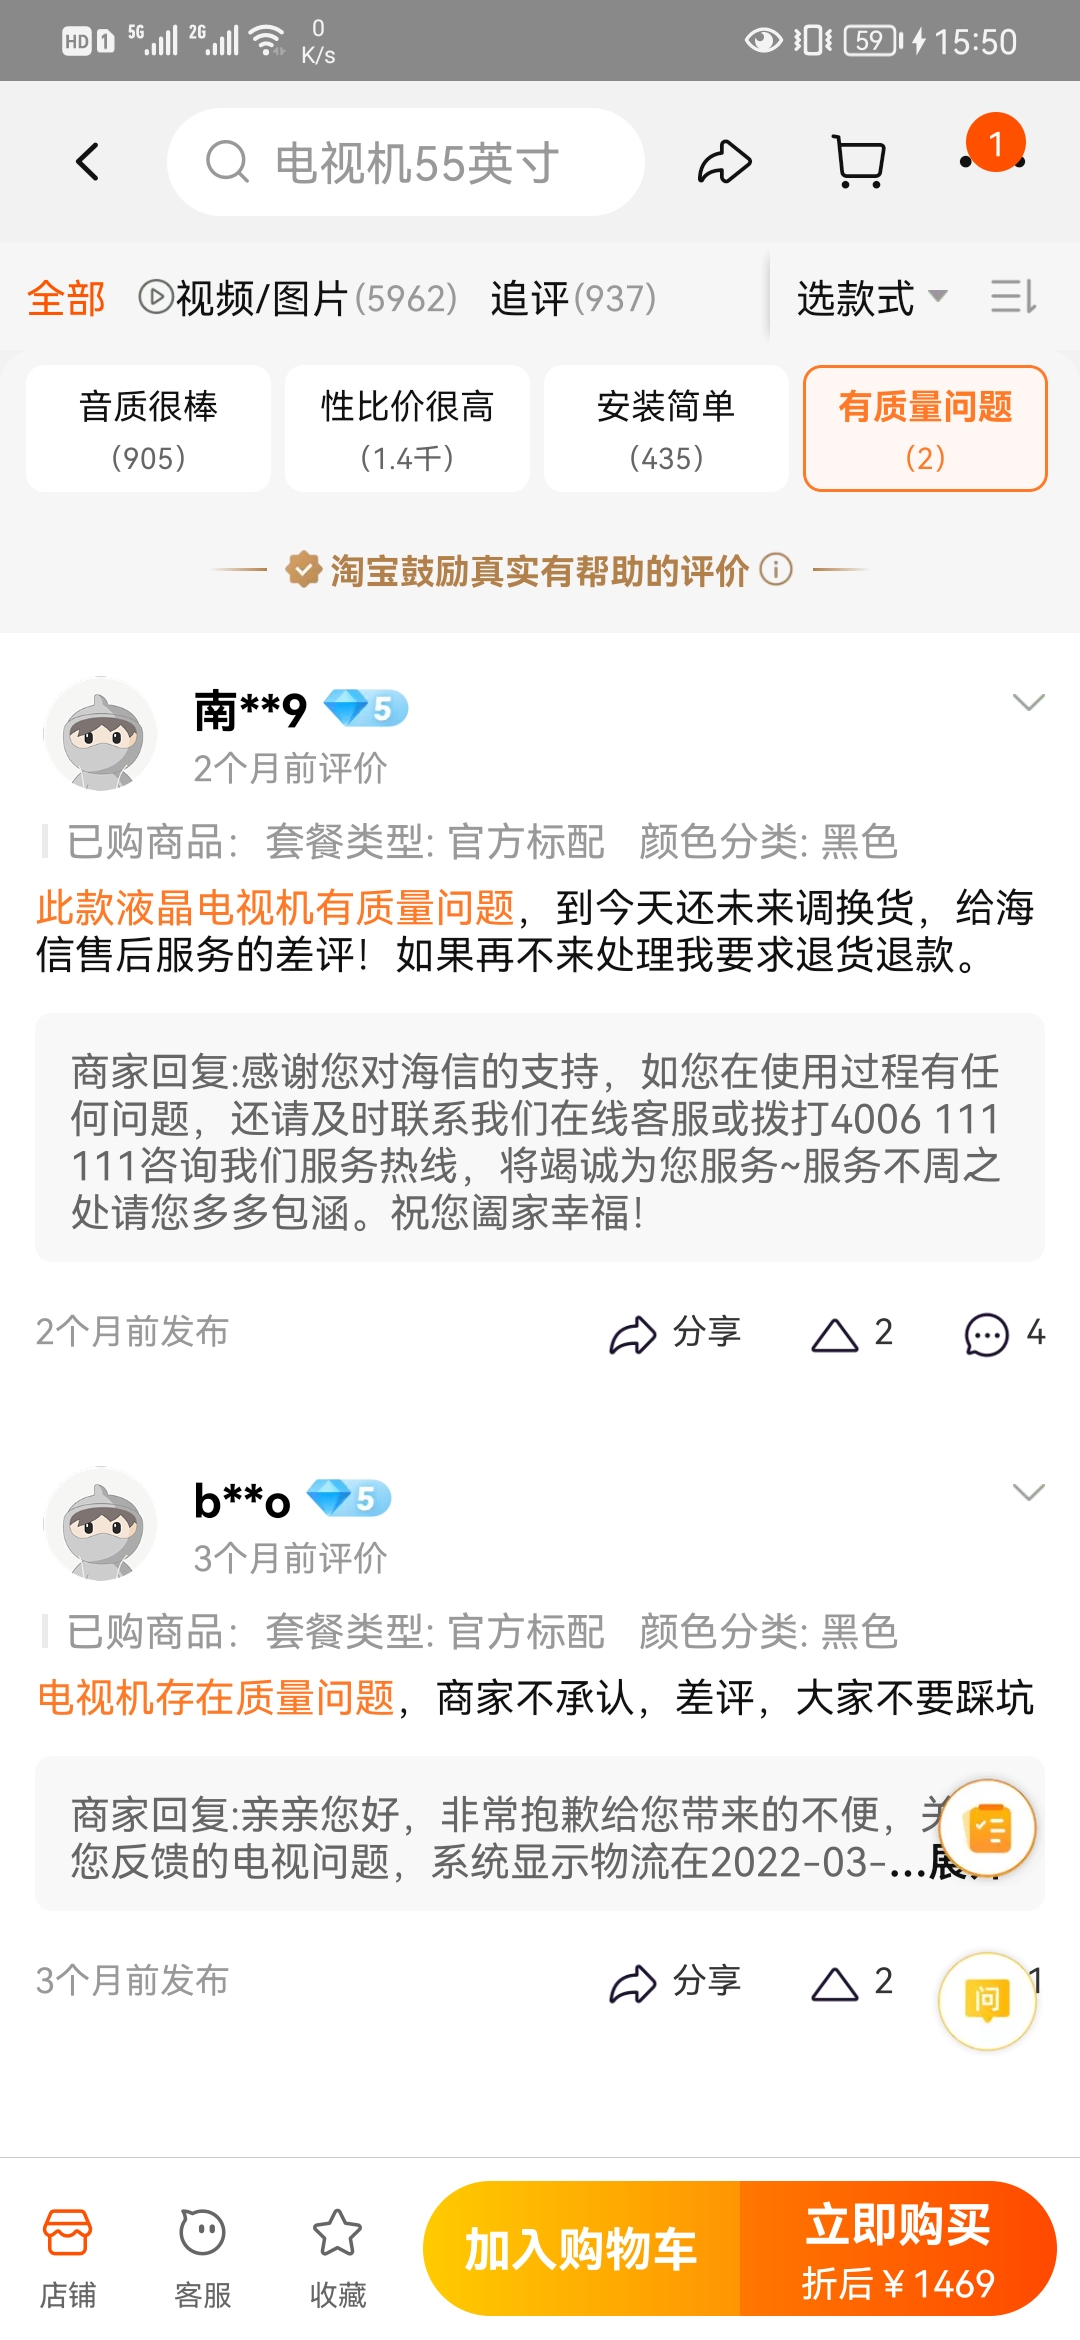 HD 1 5G 2G 0 K/s 59 15:50
电视机55英寸
1
全部 视频/图片(5962) 追评(937) 选款式
音质很棒 性比价很高 安装简单 有质量问题
(905) (1.4千) (435) (2)
淘宝鼓励真实有帮助的评价
南**9 5
2个月前评价
已购商品: 套餐类型: 官方标配 颜色分类: 黑色
此款液晶电视机有质量问题，到今天还未来调换货，给海
信售后服务的差评！如果再不来处理我要求退货退款。
商家回复:感谢您对海信的支持，如您在使用过程有任
何问题，还请及时联系我们在线客服或拨打4006 111
111咨询我们服务热线，将竭诚为您服务~服务不周之
处请您多多包涵。祝您阖家幸福！
2个月前发布 分享 2 4
b**o 5
3个月前评价
已购商品: 套餐类型: 官方标配 颜色分类: 黑色
电视机存在质量问题，商家不承认，差评，大家不要踩坑
商家回复:亲亲您好，非常抱歉给您带来的不便，
您反馈的电视问题，系统显示物流在2022-03-...展
3个月前发布 分享 2 1
问
店铺 客服 收藏 加入购物车 立即购买
折后￥1469